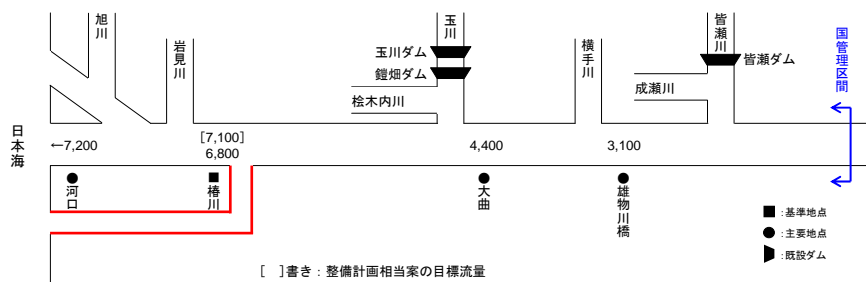 旭川
岩見川
玉川
玉川ダム
鎧畑ダム
桧木内川
横手川
皆瀬川
皆瀬ダム
成瀬川
国管理区間
日本海
←7,200
[7,100]
6,800
4,400
3,100
河口
椿川
大曲
雄物川橋
■ :基準地点
● :主要地点
:既設ダム
[ ]書き：整備計画相当案の目標流量